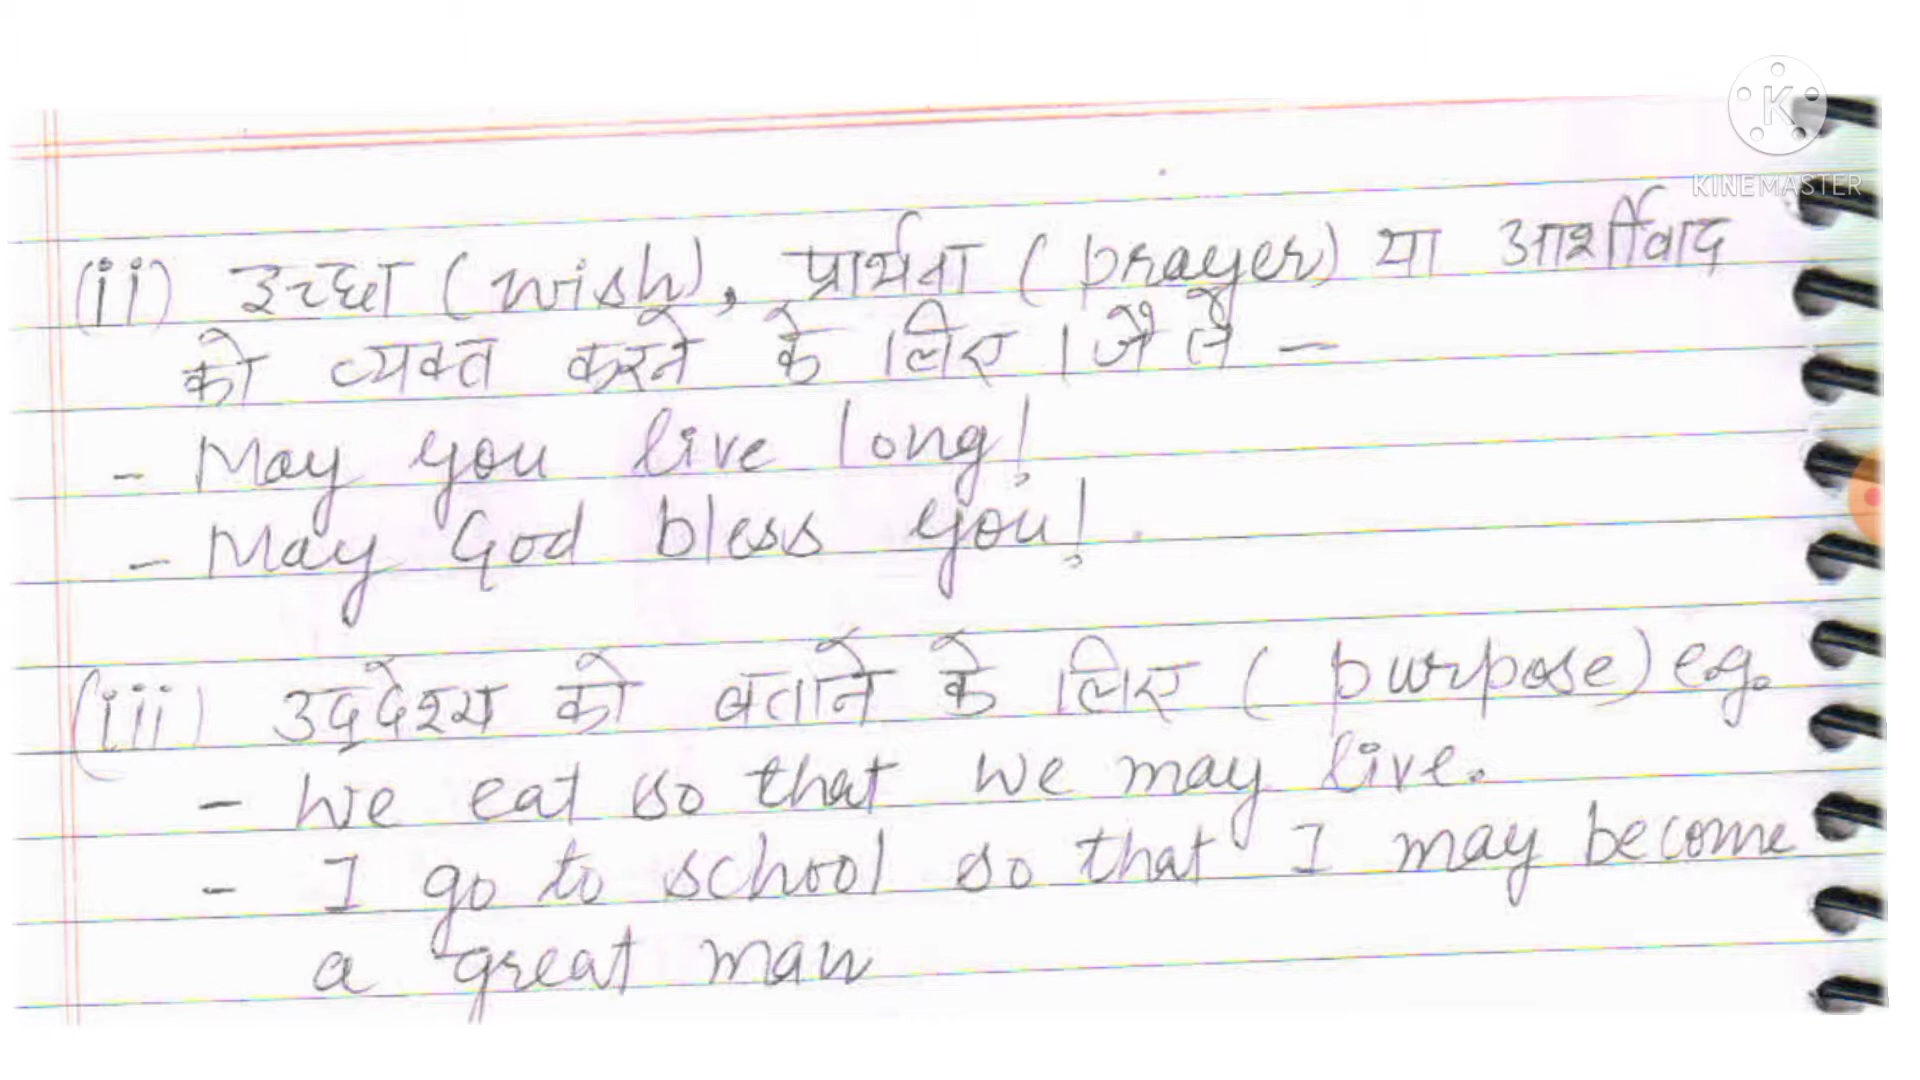 KINEMASTER
(ii) इच्छा (wish), प्रार्थना (prayer) या आशीर्वाद
को व्यक्त करने के लिए । जैसे –
- May you live long!
- May God bless you!
(iii) उद्देश्य को बताने के लिए (purpose) eg.
- We eat so that we may live.
- I go to school so that I may become
a great man